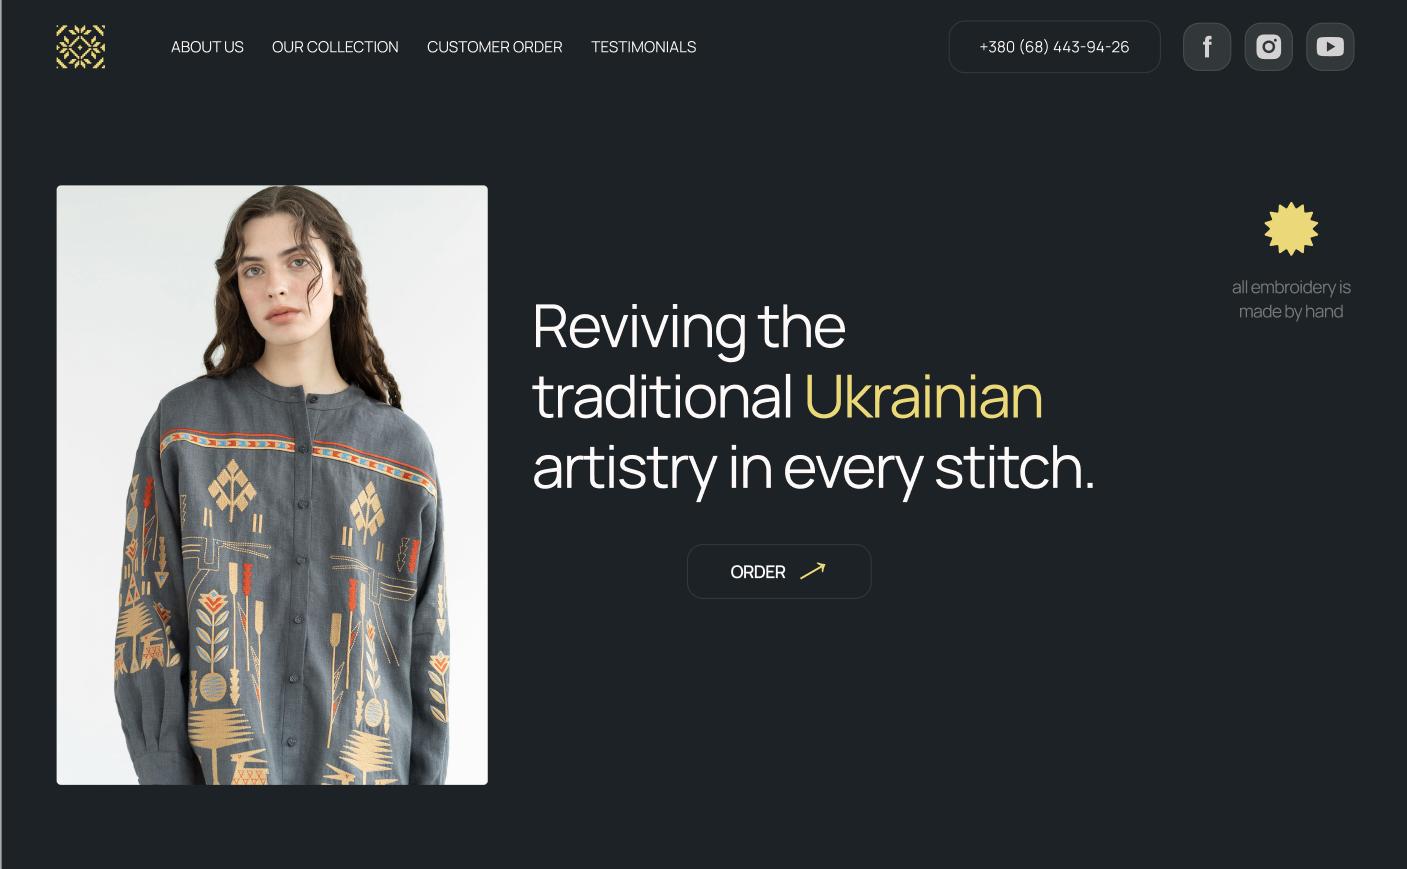 ABOUT US
OUR COLLECTION
CUSTOMER ORDER
TESTIMONIALS
+380 (68) 443-94-26
all embroidery is
made by hand
Reviving the
traditional Ukrainian
artistry in every stitch.
ORDER